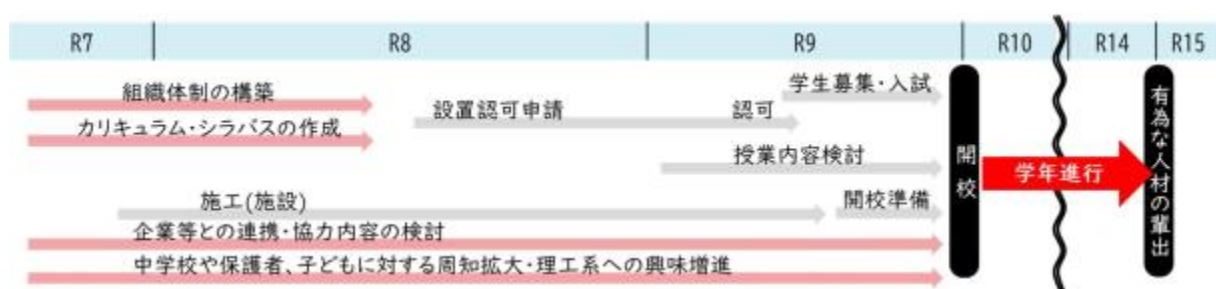 R7 R8 R9 R10 R14 R15
組織体制の構築
カリキュラム・シラバスの作成
設置認可申請 認可
学生募集・入試
授業内容検討
施工(施設)
開校準備
企業等との連携・協力内容の検討
中学校や保護者、子どもに対する周知拡大・理工系への興味増進
開校
学年進行
有為な人材の輩出